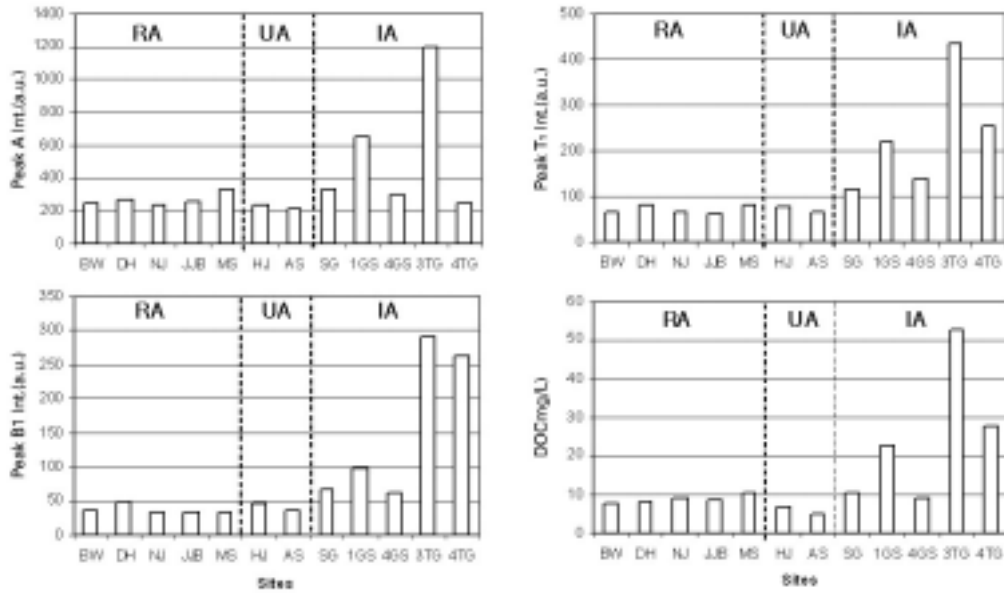 RA UA IA
Peak A Int.(a.u.)
1400
1200
1000
800
600
400
200
0
BW DH NJ JJB MS HJ AS SG 1GS 4GS 3TG 4TG
RA UA IA
Peak T1 Int.(a.u.)
500
400
300
200
100
0
BW DH NJ JJB MS HJ AS SG 1GS 4GS 3TG 4TG
RA UA IA
Peak B1 Int.(a.u.)
350
300
250
200
150
100
50
0
BW DH NJ JJB MS HJ AS SG 1GS 4GS 3TG 4TG
Sites
RA UA IA
DOCmg/L)
60
50
40
30
20
10
0
BW DH NJ JJB MS HJ AS SG 1GS 4GS 3TG 4TG
Sites